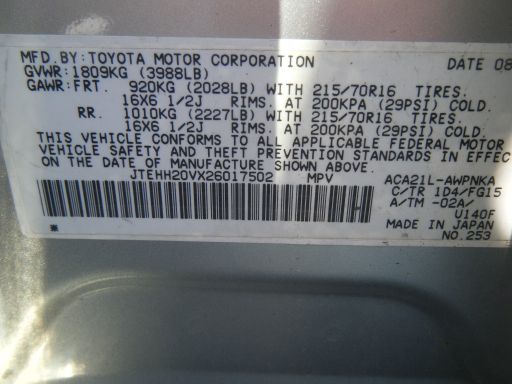 MFD.BY:TOYOTA MOTOR CORPORATION DATE 08
GVWR:1809KG (3988LB)
GAWR:FRT. 920KG (2028LB) WITH 215/70R16 TIRES.
16X6 1/2J RIMS. AT 200KPA (29PSI) COLD.
RR. 1010KG (2227LB) WITH 215/70R16 TIRES.
16X6 1/2J RIMS. AT 200KPA (29PSI) COLD.
THIS VEHICLE CONFORMS TO ALL APPLICABLE FEDERAL MOTOR
VEHICLE SAFETY AND THEFT PREVENTION STANDARDS IN EFFEC
ON THE DATE OF MANUFACTURE SHOWN ABOVE.
JTEHH20VX26017502 MPV ACA21L-AWPNKA
C/TR 1D4/FG15
A/TM -02A/
U140F
MADE IN JAPAN
* NO.253